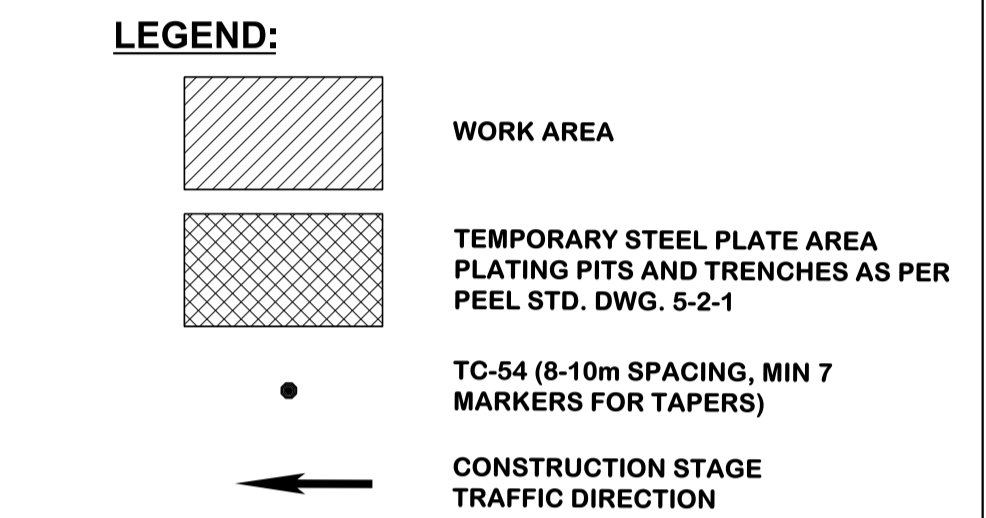 LEGEND:
WORK AREA
TEMPORARY STEEL PLATE AREA
PLATING PITS AND TRENCHES AS PER
PEEL STD. DWG. 5-2-1
TC-54 (8-10m SPACING, MIN 7
MARKERS FOR TAPERS)
CONSTRUCTION STAGE
TRAFFIC DIRECTION